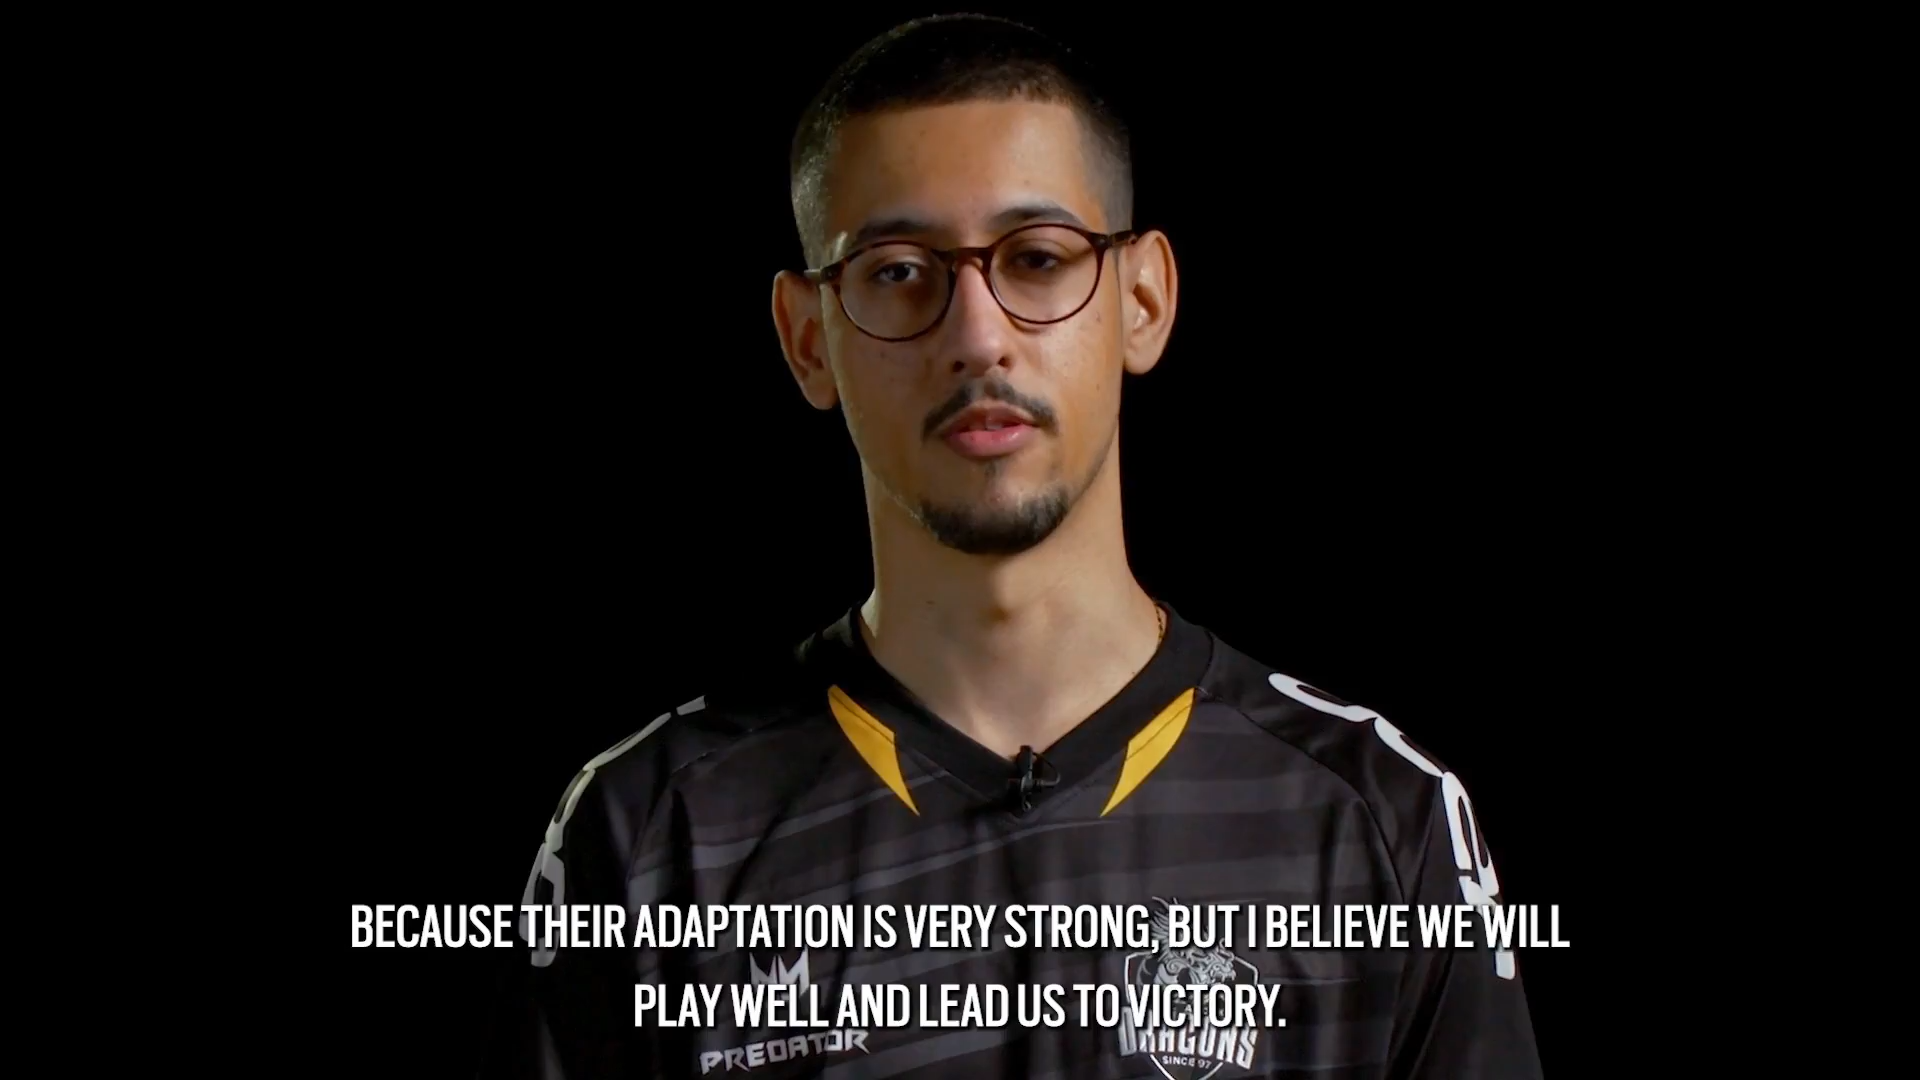 BECAUSE THEIR ADAPTATION IS VERY STRONG, BUT I BELIEVE WE WILL
PLAY WELL AND LEAD US TO VICTORY.
PREDATOR
DRAGONS
SINCE 97